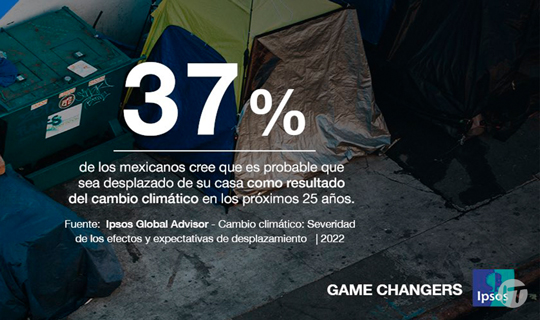 37%
de los mexicanos cree que es probable que
sea desplazado de su casa como resultado
del cambio climático en los próximos 25 años.
Fuente: Ipsos Global Advisor - Cambio climático: Severidad
de los efectos y expectativas de desplazamiento | 2022
GAME CHANGERS
Ipsos